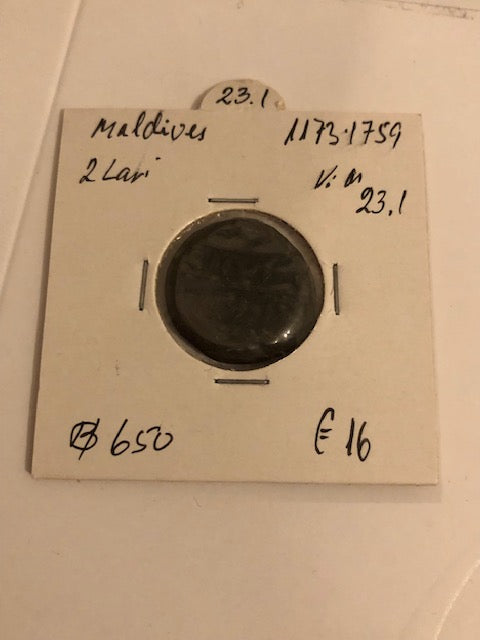 23.1
Maldives 1173·1759
2 Lari
23.1
฿ 650 € 16